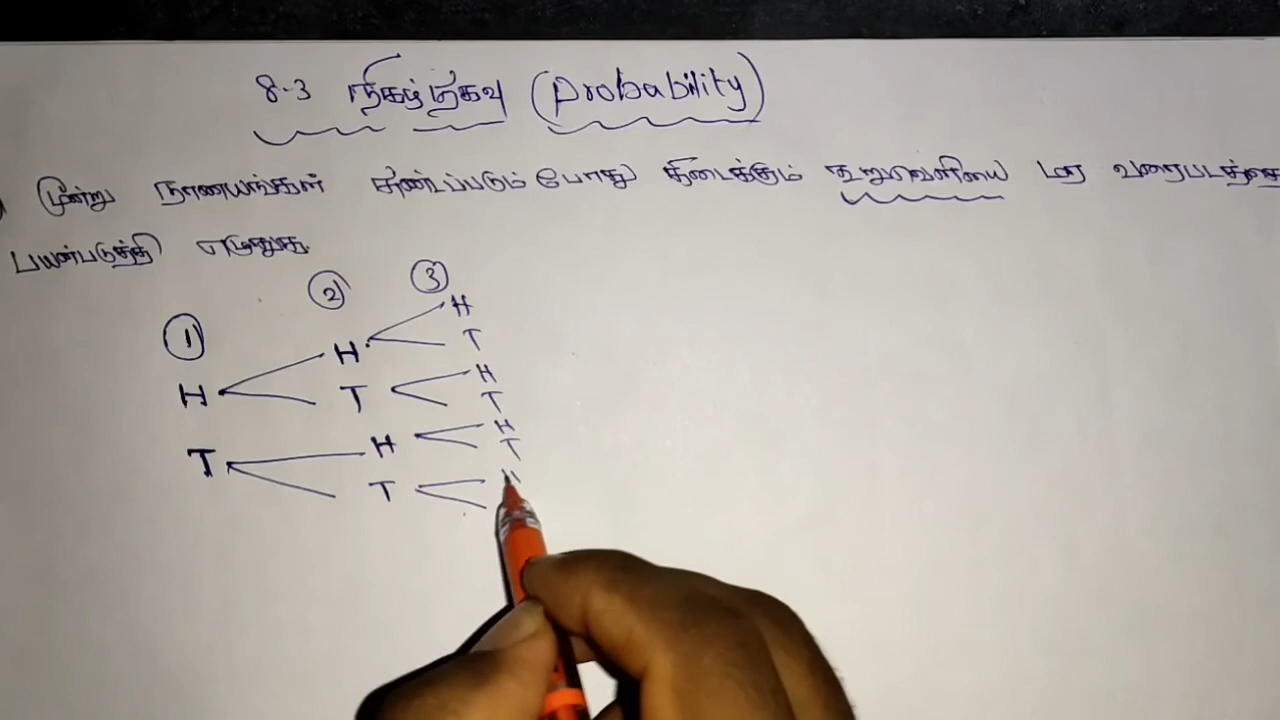 8.3 நிகழ்தகவு (Probability)
மூன்று நாணயங்கள் சுண்டப்படும் போது கிடைக்கும் கூறுவெளியை மர வரைபடத்தை
பயன்படுத்தி எழுதுக.
1 2 3
H
H T
H
H T T
H
T H T
T